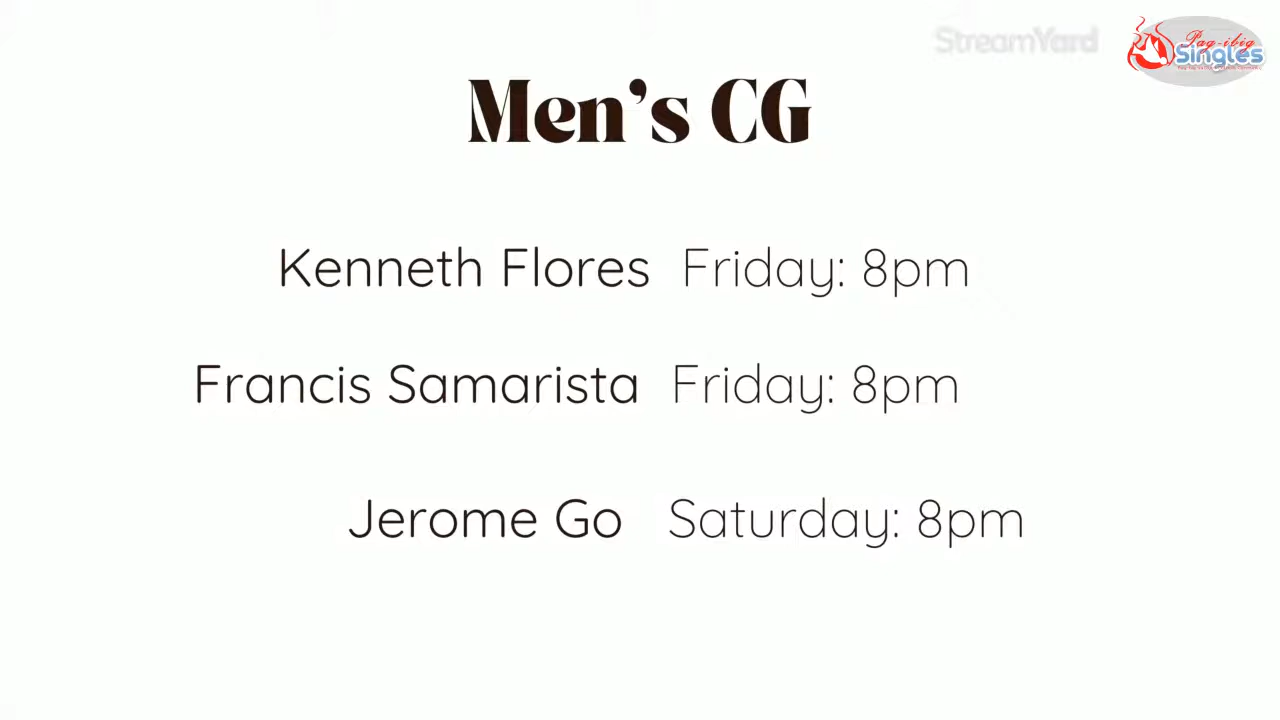 StreamYard
Pag-ibig
Singles
Men's CG
Kenneth Flores Friday: 8pm
Francis Samarista Friday: 8pm
Jerome Go Saturday: 8pm